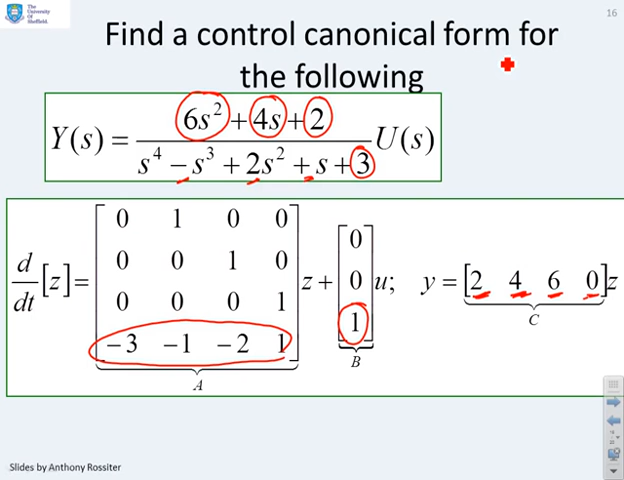 The University Of Sheffield.
16
Find a control canonical form for
the following
Y(s) = (6s² + 4s + 2) / (s⁴ − s³ + 2s² + s + 3) U(s)
d/dt [z] = [0 1 0 0; 0 0 1 0; 0 0 0 1; −3 −1 −2 1] z + [0; 0; 1] u; y = [2 4 6 0] z
A
B
C
Slides by Anthony Rossiter